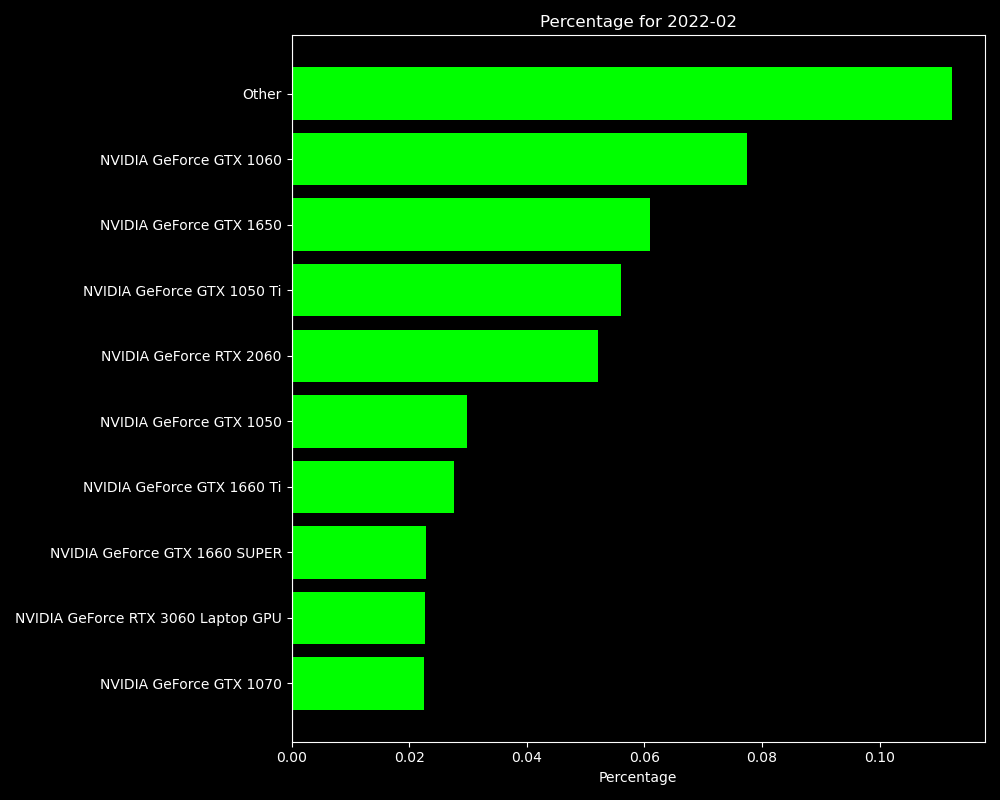 Percentage for 2022-02
Other
NVIDIA GeForce GTX 1060
NVIDIA GeForce GTX 1650
NVIDIA GeForce GTX 1050 Ti
NVIDIA GeForce RTX 2060
NVIDIA GeForce GTX 1050
NVIDIA GeForce GTX 1660 Ti
NVIDIA GeForce GTX 1660 SUPER
NVIDIA GeForce RTX 3060 Laptop GPU
NVIDIA GeForce GTX 1070
0.00 0.02 0.04 0.06 0.08 0.10
Percentage